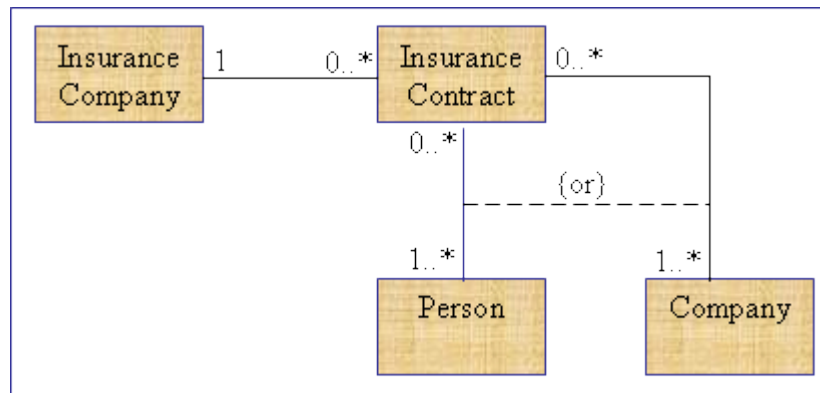 Insurance
Company
1
0..*
Insurance
Contract
0..*
0..*
{or}
1..*
1..*
Person
Company